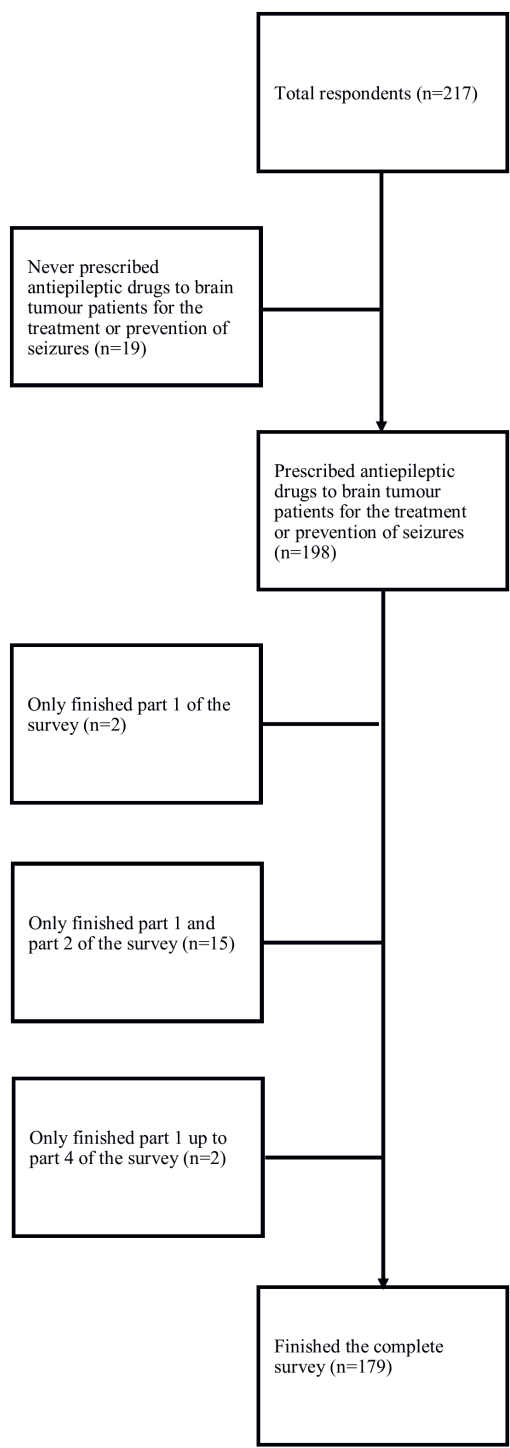 Total respondents (n=217)
Never prescribed
antiepileptic drugs to brain
tumour patients for the
treatment or prevention of
seizures (n=19)
Prescribed antiepileptic
drugs to brain tumour
patients for the treatment
or prevention of seizures
(n=198)
Only finished part 1 of the
survey (n=2)
Only finished part 1 and
part 2 of the survey (n=15)
Only finished part 1 up to
part 4 of the survey (n=2)
Finished the complete
survey (n=179)